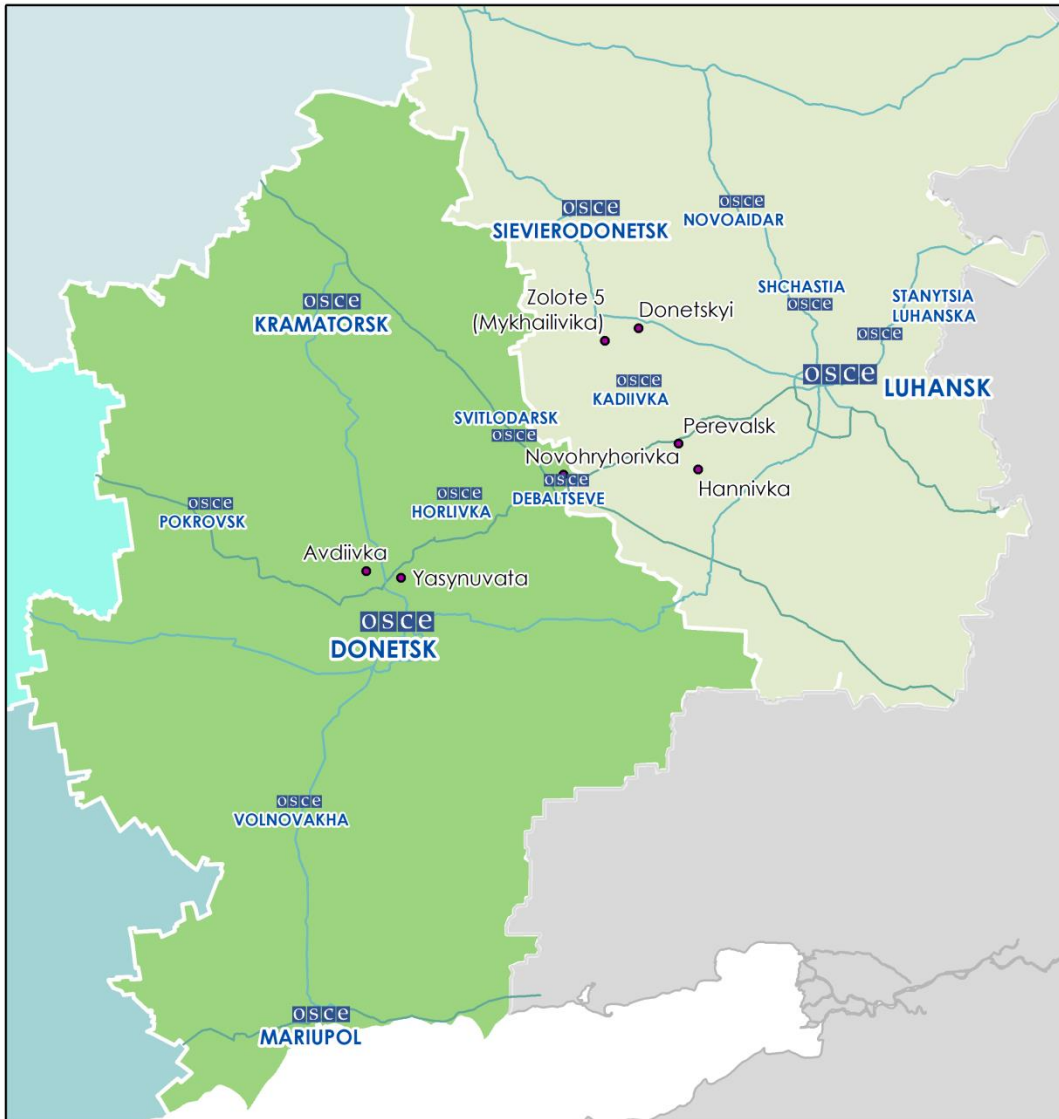 osce
SIEVIERODONETSK
osce
NOVOAIDAR
osce
KRAMATORSK
Zolote 5
(Mykhailivika)
Donetskyi
SHCHASTIA
osce
STANYTSIA
LUHANSKA
osce
osce
LUHANSK
osce
KADIIVKA
SVITLODARSK
osce
Perevalsk
Novohryhorivka
Hannivka
osce
DEBALTSEVE
osce
HORLIVKA
osce
POKROVSK
Avdiivka
Yasynuvata
osce
DONETSK
osce
VOLNOVAKHA
osce
MARIUPOL